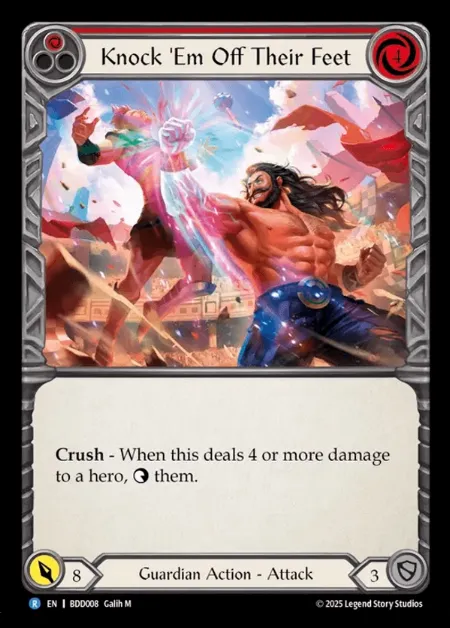 Knock 'Em Off Their Feet
4
Crush - When this deals 4 or more damage
to a hero, them.
8
Guardian Action - Attack
3
R EN | BDD008 Galih M
© 2025 Legend Story Studios